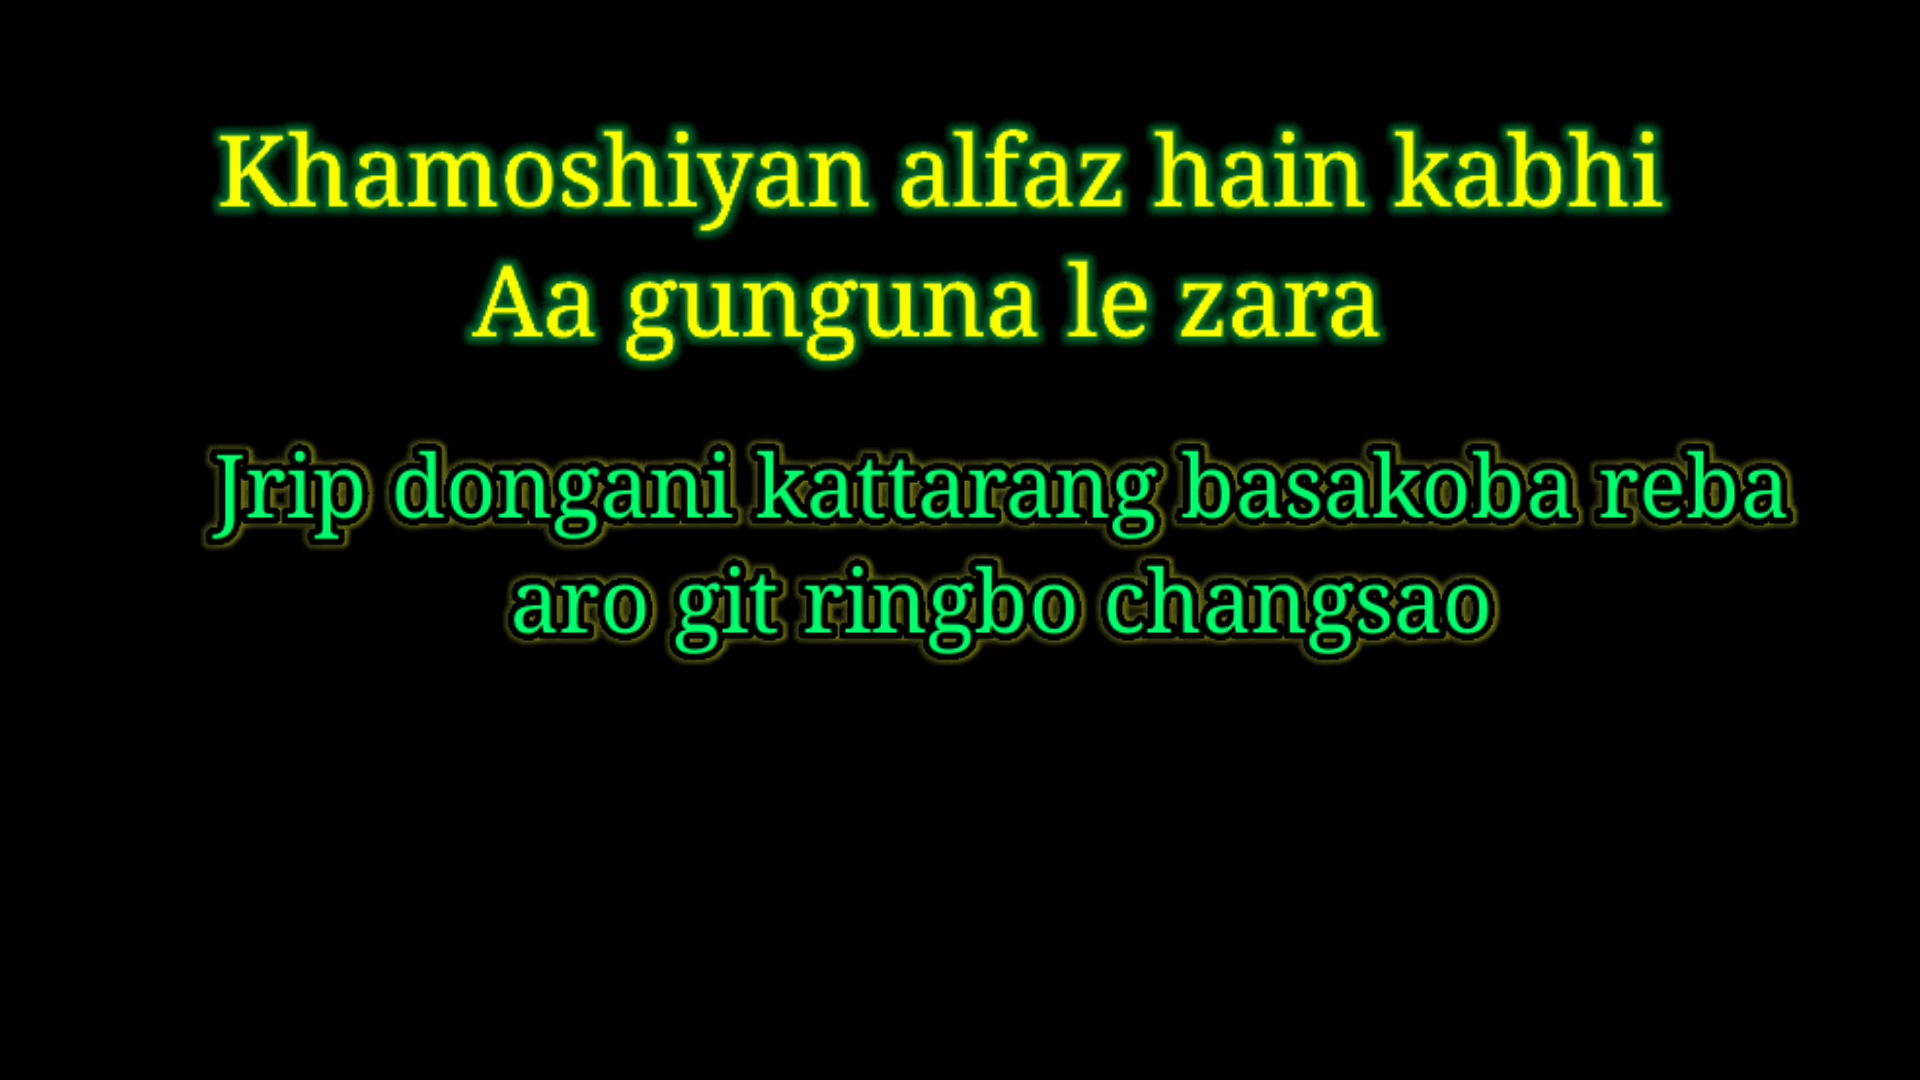 Khamoshiyan alfaz hain kabhi
Aa gunguna le zara
Jrip dongani kattarang basakoba reba
aro git ringbo changsao